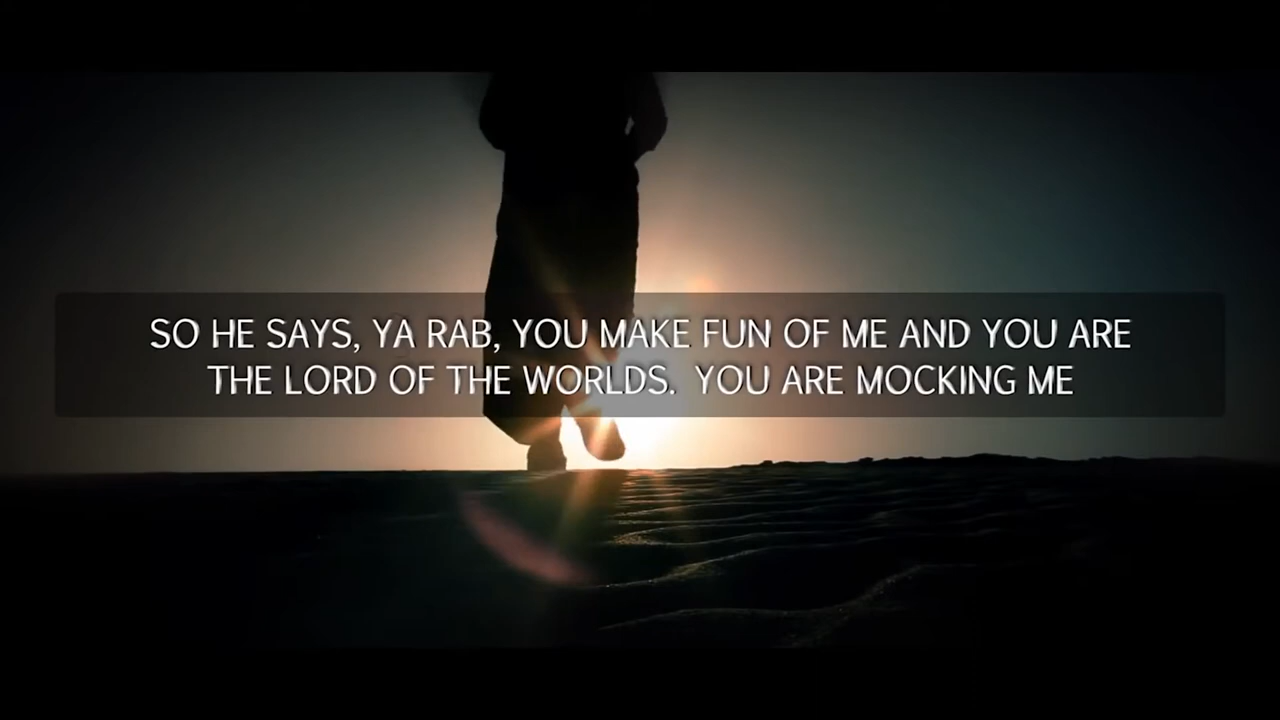 SO HE SAYS, YA RAB, YOU MAKE FUN OF ME AND YOU ARE
THE LORD OF THE WORLDS. YOU ARE MOCKING ME